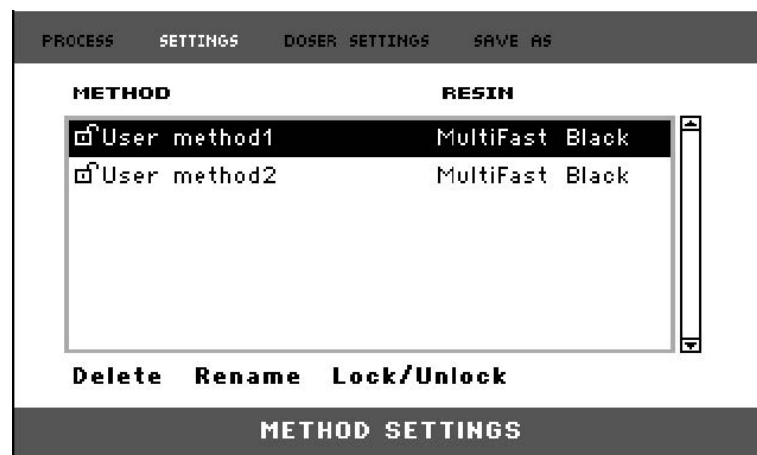 PROCESS SETTINGS DOSER SETTINGS SAVE AS
METHOD RESIN
User method1 MultiFast Black
User method2 MultiFast Black
Delete Rename Lock/Unlock
METHOD SETTINGS